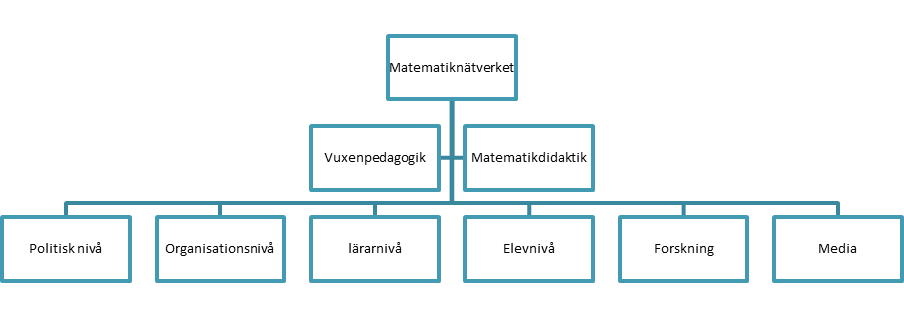 Matematiknätverket
Vuxenpedagogik
Matematikdidaktik
Politisk nivå
Organisationsnivå
lärarnivå
Elevnivå
Forskning
Media